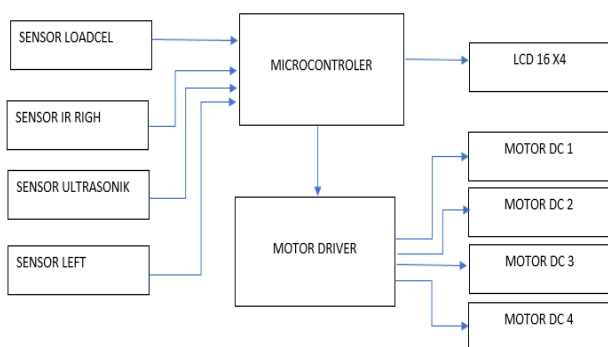 SENSOR LOADCEL
SENSOR IR RIGH
SENSOR ULTRASONIK
SENSOR LEFT
MICROCONTROLER
MOTOR DRIVER
LCD 16 X4
MOTOR DC 1
MOTOR DC 2
MOTOR DC 3
MOTOR DC 4